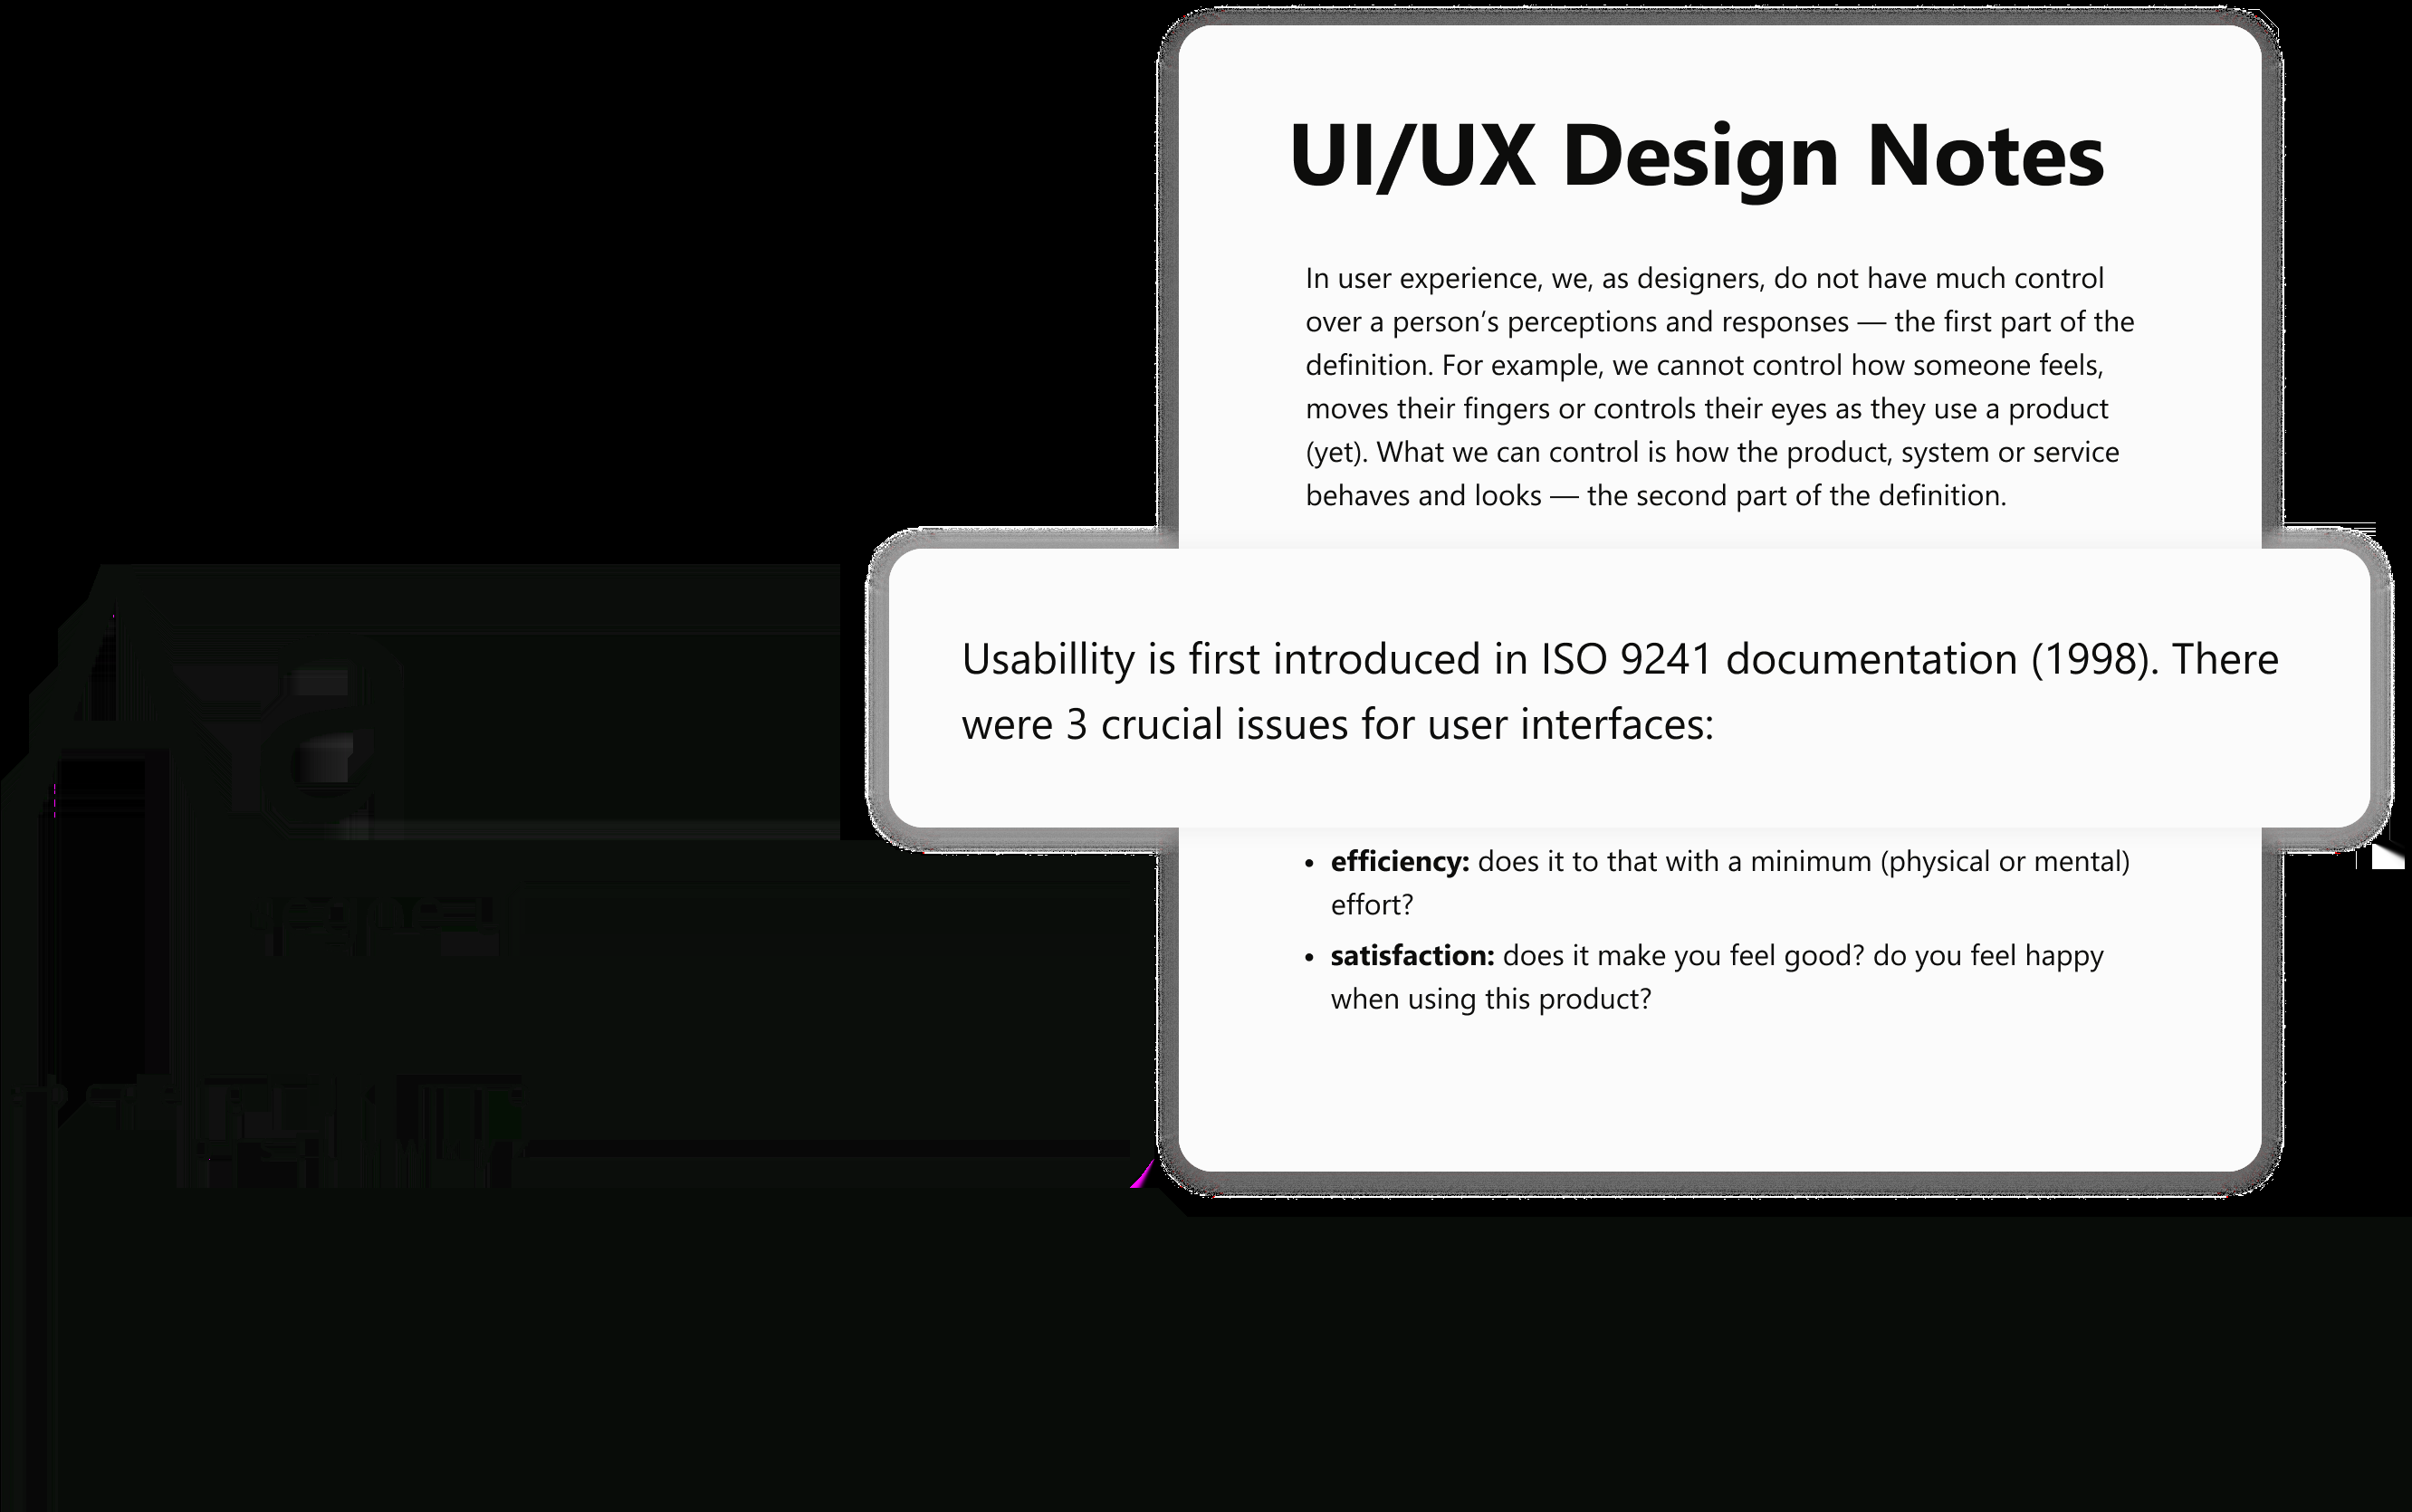 UI/UX Design Notes
In user experience, we, as designers, do not have much control
over a person’s perceptions and responses — the first part of the
definition. For example, we cannot control how someone feels,
moves their fingers or controls their eyes as they use a product
(yet). What we can control is how the product, system or service
behaves and looks — the second part of the definition.
Usabillity is first introduced in ISO 9241 documentation (1998). There
were 3 crucial issues for user interfaces:
• efficiency: does it to that with a minimum (physical or mental)
effort?
• satisfaction: does it make you feel good? do you feel happy
when using this product?